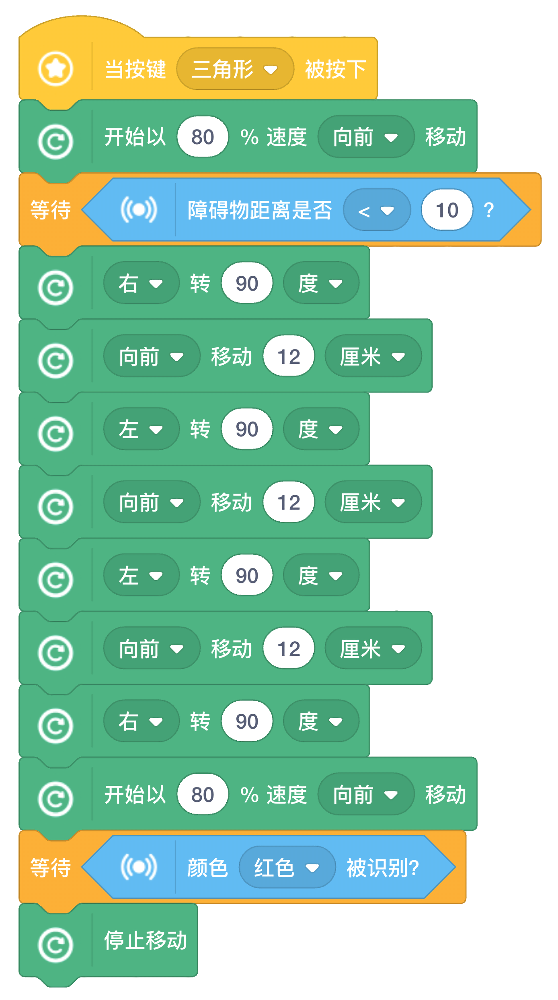 当按键 三角形 被按下
开始以 80 % 速度 向前 移动
等待 障碍物距离是否 < 10 ?
右 转 90 度
向前 移动 12 厘米
左 转 90 度
向前 移动 12 厘米
左 转 90 度
向前 移动 12 厘米
右 转 90 度
开始以 80 % 速度 向前 移动
等待 颜色 红色 被识别?
停止移动